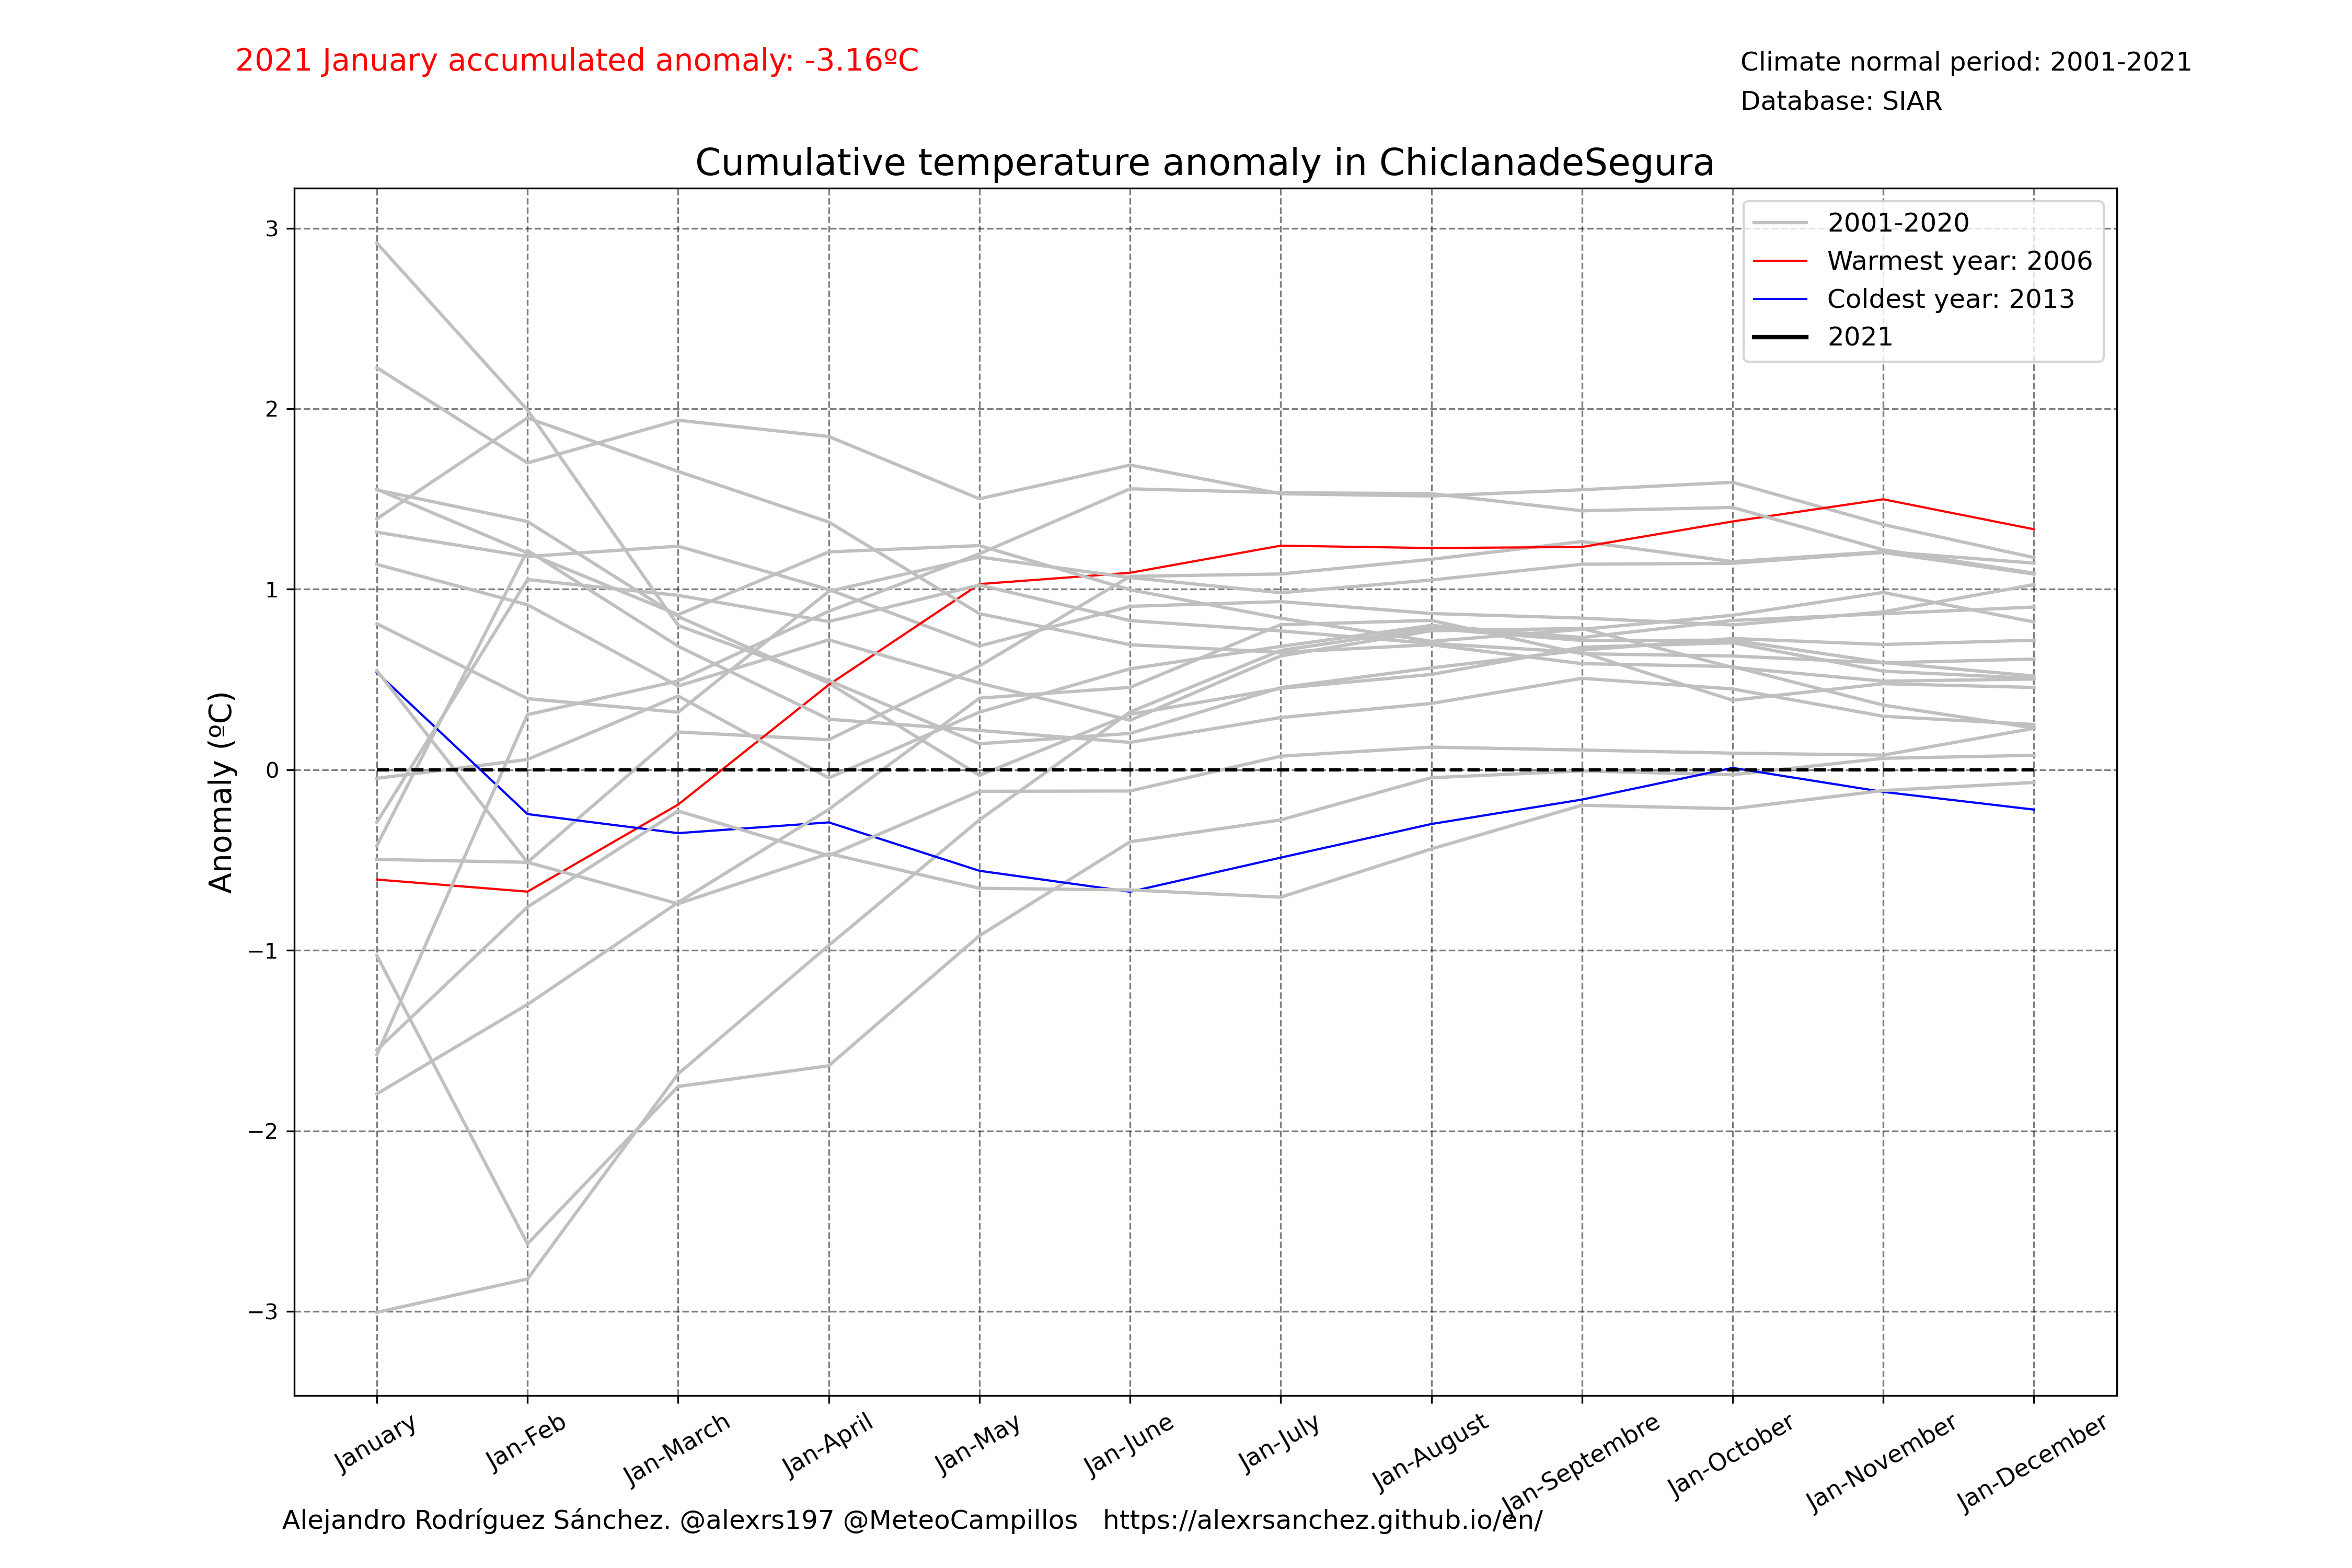 2021 January accumulated anomaly: -3.16ºC
Climate normal period: 2001-2021
Database: SIAR
Cumulative temperature anomaly in ChiclanadeSegura
2001-2020
Warmest year: 2006
Coldest year: 2013
2021
Anomaly (ºC)
3
2
1
0
−1
−2
−3
January
Jan-Feb
Jan-March
Jan-April
Jan-May
Jan-June
Jan-July
Jan-August
Jan-Septembre
Jan-October
Jan-November
Jan-December
Alejandro Rodríguez Sánchez. @alexrs197 @MeteoCampillos   https://alexrsanchez.github.io/en/